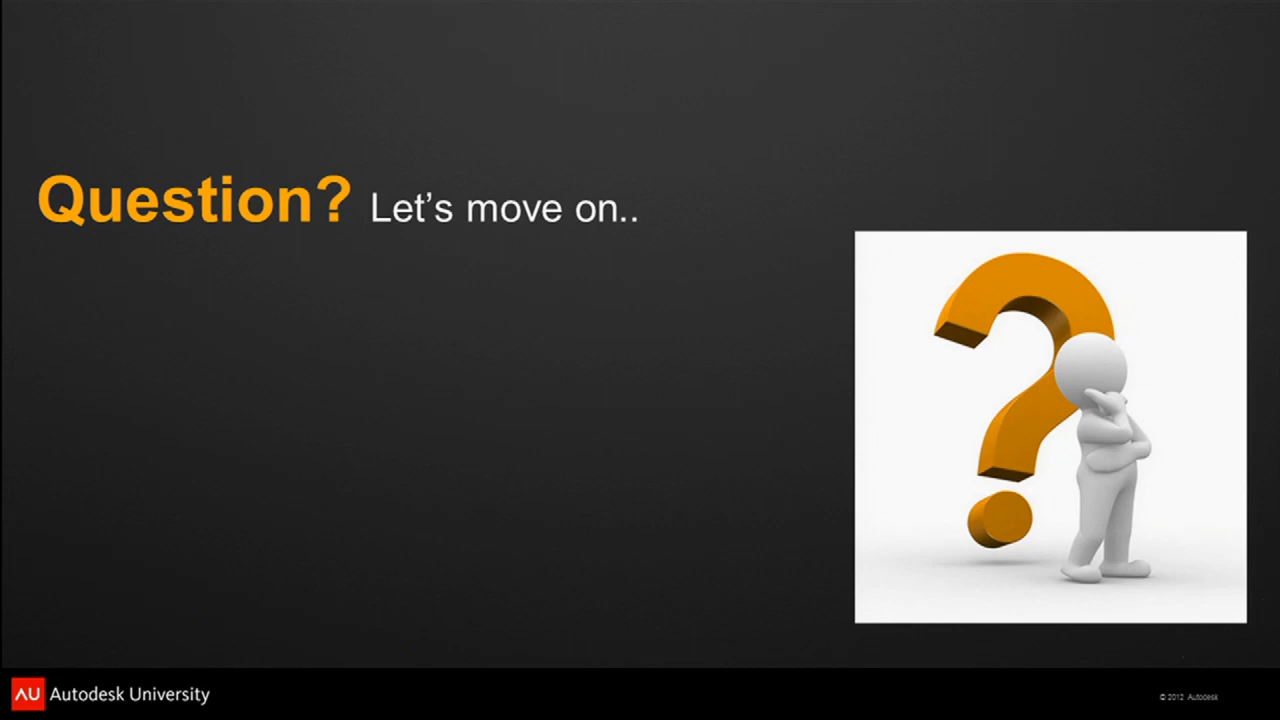 Question? Let’s move on..
AU Autodesk University
© 2012 Autodesk